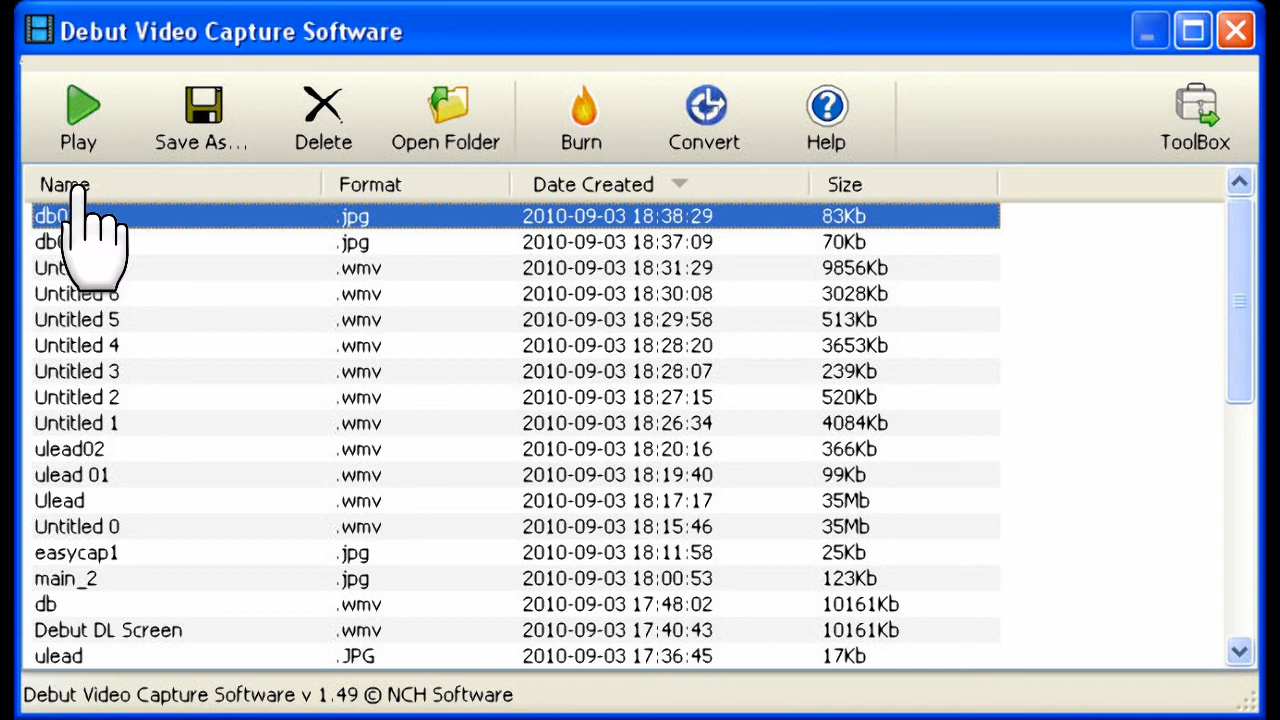 Debut Video Capture Software
Play Save As... Delete Open Folder Burn Convert Help ToolBox
Name Format Date Created Size
.jpg 2010-09-03 18:38:29 83Kb
.jpg 2010-09-03 18:37:09 70Kb
.wmv 2010-09-03 18:31:29 9856Kb
Untitled 6 .wmv 2010-09-03 18:30:08 3028Kb
Untitled 5 .wmv 2010-09-03 18:29:58 513Kb
Untitled 4 .wmv 2010-09-03 18:28:20 3653Kb
Untitled 3 .wmv 2010-09-03 18:28:07 239Kb
Untitled 2 .wmv 2010-09-03 18:27:15 520Kb
Untitled 1 .wmv 2010-09-03 18:26:34 4084Kb
ulead02 .wmv 2010-09-03 18:20:16 366Kb
ulead 01 .wmv 2010-09-03 18:19:40 99Kb
Ulead .wmv 2010-09-03 18:17:17 35Mb
Untitled 0 .wmv 2010-09-03 18:15:46 35Mb
easycap1 .jpg 2010-09-03 18:11:58 25Kb
main_2 .jpg 2010-09-03 18:00:53 123Kb
db .wmv 2010-09-03 17:48:02 10161Kb
Debut DL Screen .wmv 2010-09-03 17:40:43 10161Kb
ulead .JPG 2010-09-03 17:36:45 17Kb
Debut Video Capture Software v 1.49 © NCH Software